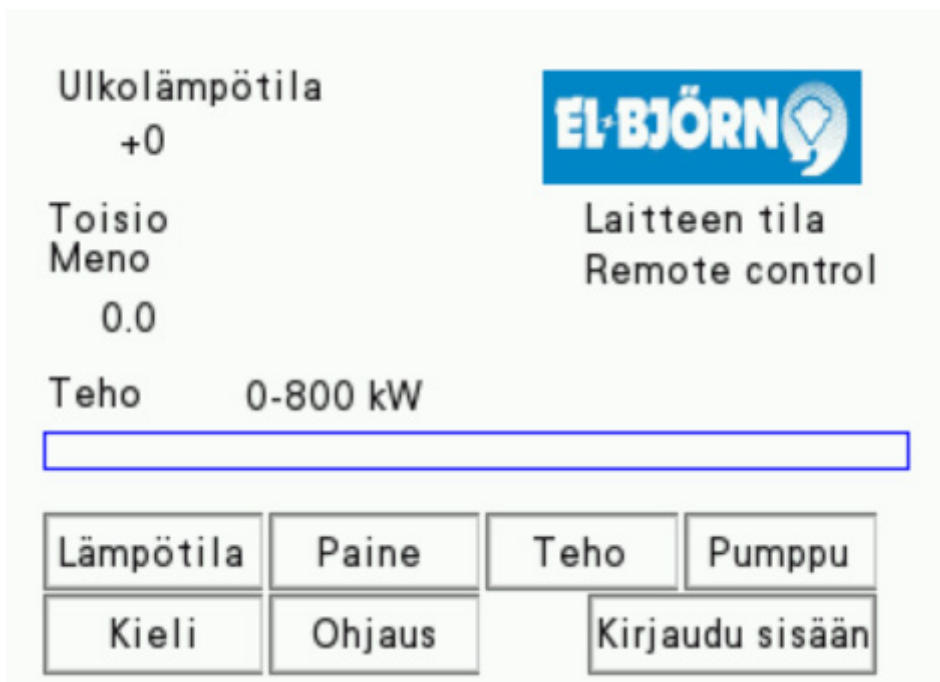 Ulkolämpötila
+0
EL-BJÖRN
Toisio
Meno
0.0
Laitteen tila
Remote control
Teho 0-800 kW
Lämpötila Paine Teho Pumppu
Kieli Ohjaus Kirjaudu sisään